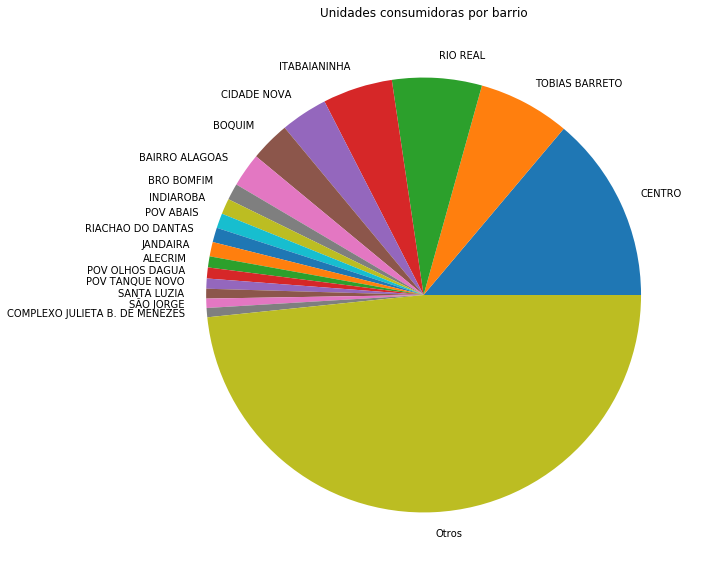 Unidades consumidoras por barrio
RIO REAL
ITABAIANINHA
TOBIAS BARRETO
CIDADE NOVA
BOQUIM
BAIRRO ALAGOAS
BRO BOMFIM
CENTRO
INDIAROBA
POV ABAIS
RIACHAO DO DANTAS
JANDAIRA
ALECRIM
POV OLHOS DAGUA
POV TANQUE NOVO
SANTA LUZIA
SÃO JORGE
COMPLEXO JULIETA B. DE MENEZES
Otros